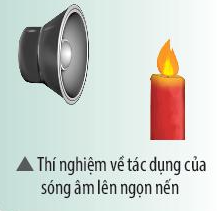 ▲ Thí nghiệm về tác dụng của
sóng âm lên ngọn nến